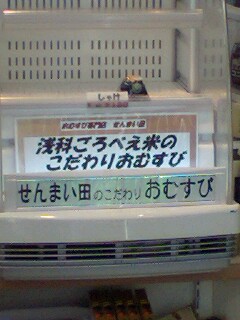 しゃけ
おむすび専門店 せんまい田
浅科ごろべえ米の
こだわりおむすび
せんまい田のこだわりおむすび